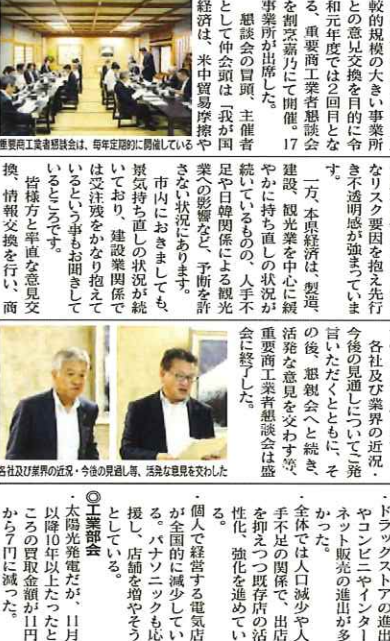 較的規模の大きい事業所
との意見交換を目的に令
和元年度では2回目とな
る、重要商工業者懇談会
を割烹嘉乃にて開催。17
事業所が出席した。
懇談会の冒頭、主催者
として仲会頭は「我が国
経済は、米中貿易摩擦や
重要商工業者懇談会は、毎年定期的に開催している
なリスク要因を抱え先行
き不透明感が強まっていま
す。
一方、本県経済は、製造、
建設、観光業を中心に緩
やかに持ち直しの状況が
続いているものの、人手不
足や日韓関係による観光
業への影響など、予断を許
さない状況にあります。
市内におきましても、
景気持ち直しの状況が続
いており、建設業関係で
は受注残をかなり抱えて
いるという事もお聞きして
いるところです。
皆様方と率直な意見交
換、情報交換を行い、商
各社及び業界の近況・
今後の見通しについてご発
言いただくとともに、そ
の後、懇親会へと続き、
活発な意見を交わす等、
重要商工業者懇談会は盛
会に終了した。
各社及び業界の近況・今後の見通し等、活発な意見を交わした
ドラッグストアの進出
やコンビニやインター
ネット販売の進出が多
かった。
・全体では人口減少や人
手不足の関係で、出店
を抑えつつ既存店の活
性化、強化を進めてい
る。
・個人で経営する電気店
が全国的に減少してい
る。パナソニックも応
援し、店舗を増やそう
としている。
◎工業部会
・太陽光発電だが、11月
以降10年以上たったと
ころの買取金額が11円
から7円に減った。